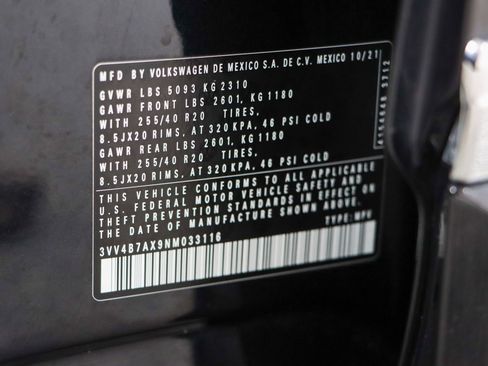 MFD BY VOLKSWAGEN DE MEXICO S.A. DE C.V. MEXICO 10/21
GVWR LBS 5093 KG 2310
GAWR FRONT LBS 2601, KG 1180
WITH 255/40 R20 TIRES,
8.5JX20 RIMS, AT 320 KPA, 46 PSI COLD
GAWR REAR LBS 2601, KG 1180
WITH 255/40 R20 TIRES,
8.5JX20 RIMS, AT 320 KPA, 46 PSI COLD
THIS VEHICLE CONFORMS TO ALL APPLICABLE
U.S. FEDERAL MOTOR VEHICLE SAFETY AND
THEFT PREVENTION STANDARDS IN EFFECT ON
THE DATE OF MANUFACTURE SHOWN ABOVE.
3VV4B7AX9NM033116 TYPE: MPV